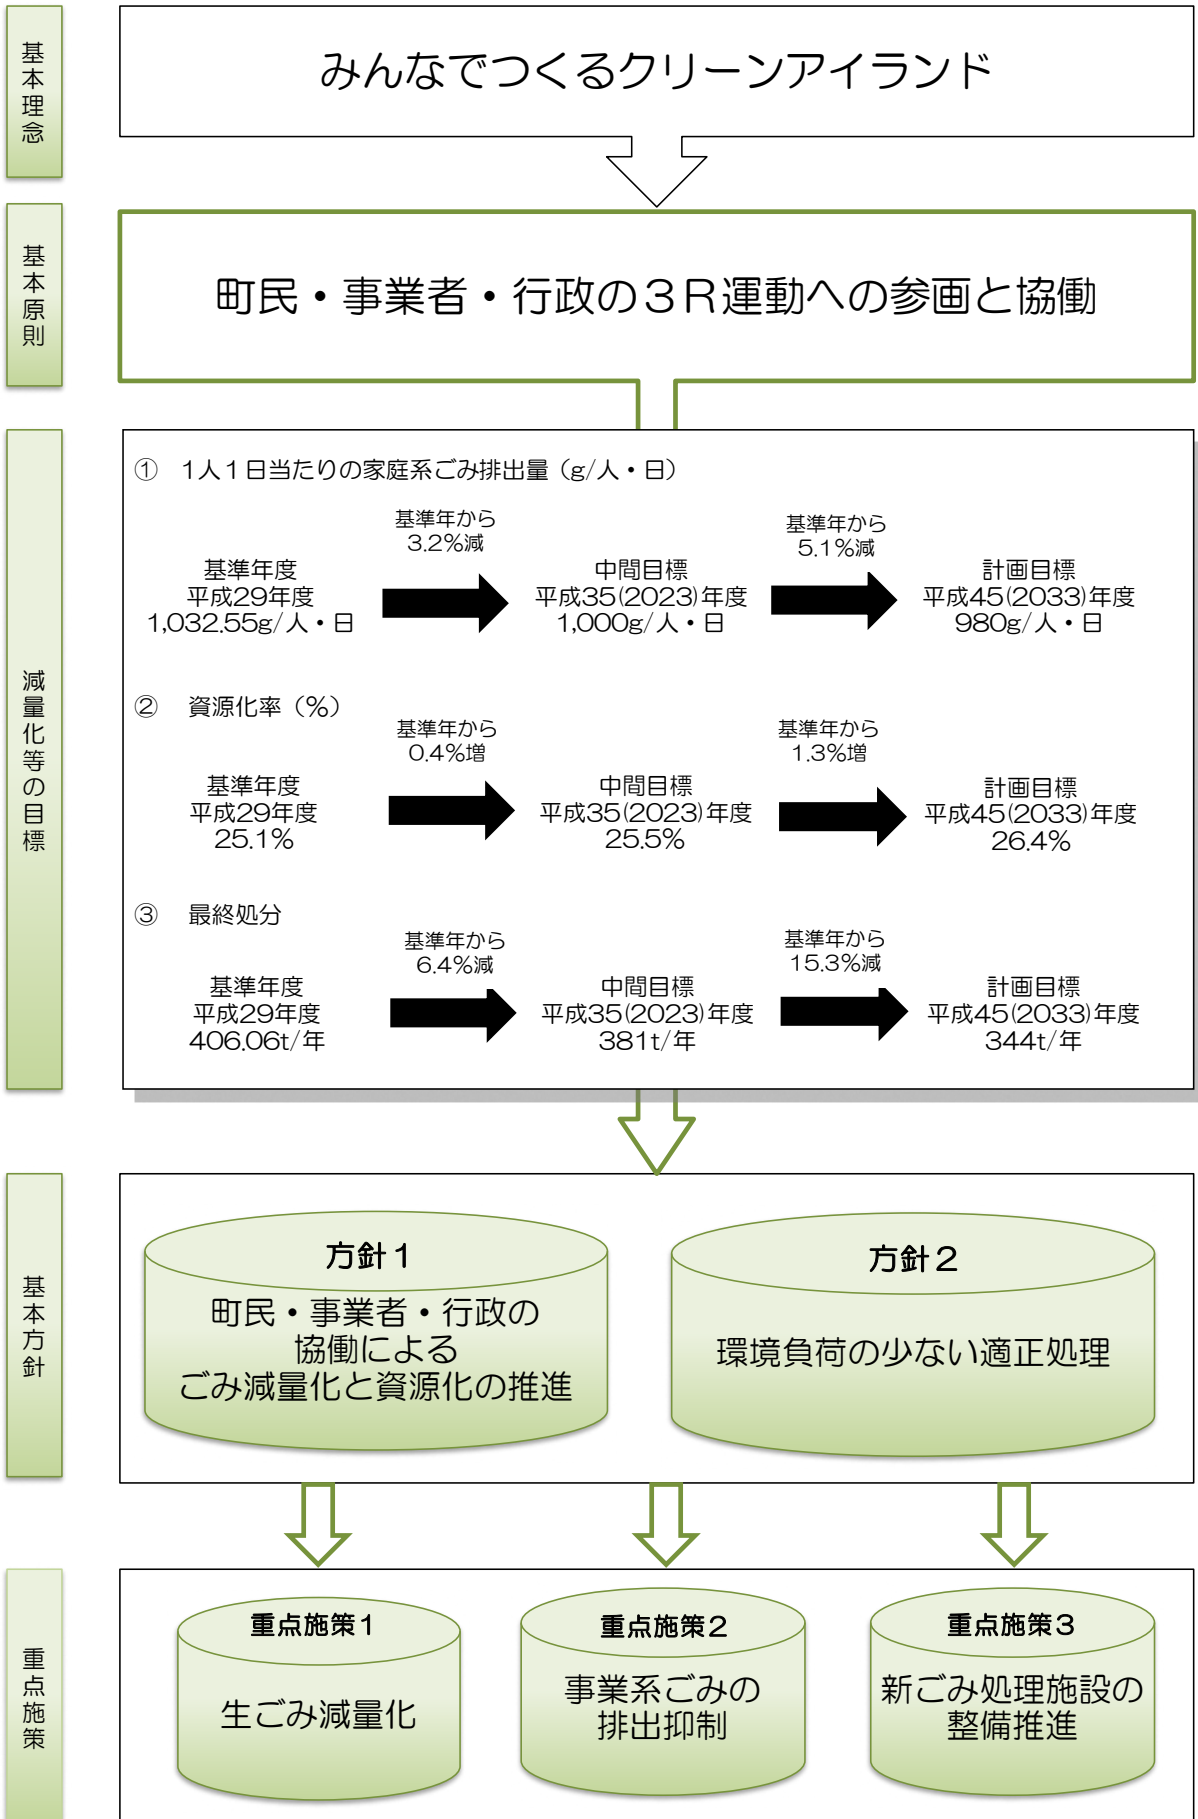 基本理念
みんなでつくるクリーンアイランド
基本原則
町民・事業者・行政の３Ｒ運動への参画と協働
減量化等の目標
① 1人1日当たりの家庭系ごみ排出量（g/人・日）
基準年から
3.2%減
基準年から
5.1%減
基準年度
平成29年度
1,032.55g/人・日
中間目標
平成35(2023)年度
1,000g/人・日
計画目標
平成45(2033)年度
980g/人・日
② 資源化率（%）
基準年から
0.4%増
基準年から
1.3%増
基準年度
平成29年度
25.1%
中間目標
平成35(2023)年度
25.5%
計画目標
平成45(2033)年度
26.4%
③ 最終処分
基準年から
6.4%減
基準年から
15.3%減
基準年度
平成29年度
406.06t/年
中間目標
平成35(2023)年度
381t/年
計画目標
平成45(2033)年度
344t/年
基本方針
方針１
町民・事業者・行政の
協働による
ごみ減量化と資源化の推進
方針２
環境負荷の少ない適正処理
重点施策
重点施策1
生ごみ減量化
重点施策2
事業系ごみの
排出抑制
重点施策3
新ごみ処理施設の
整備推進